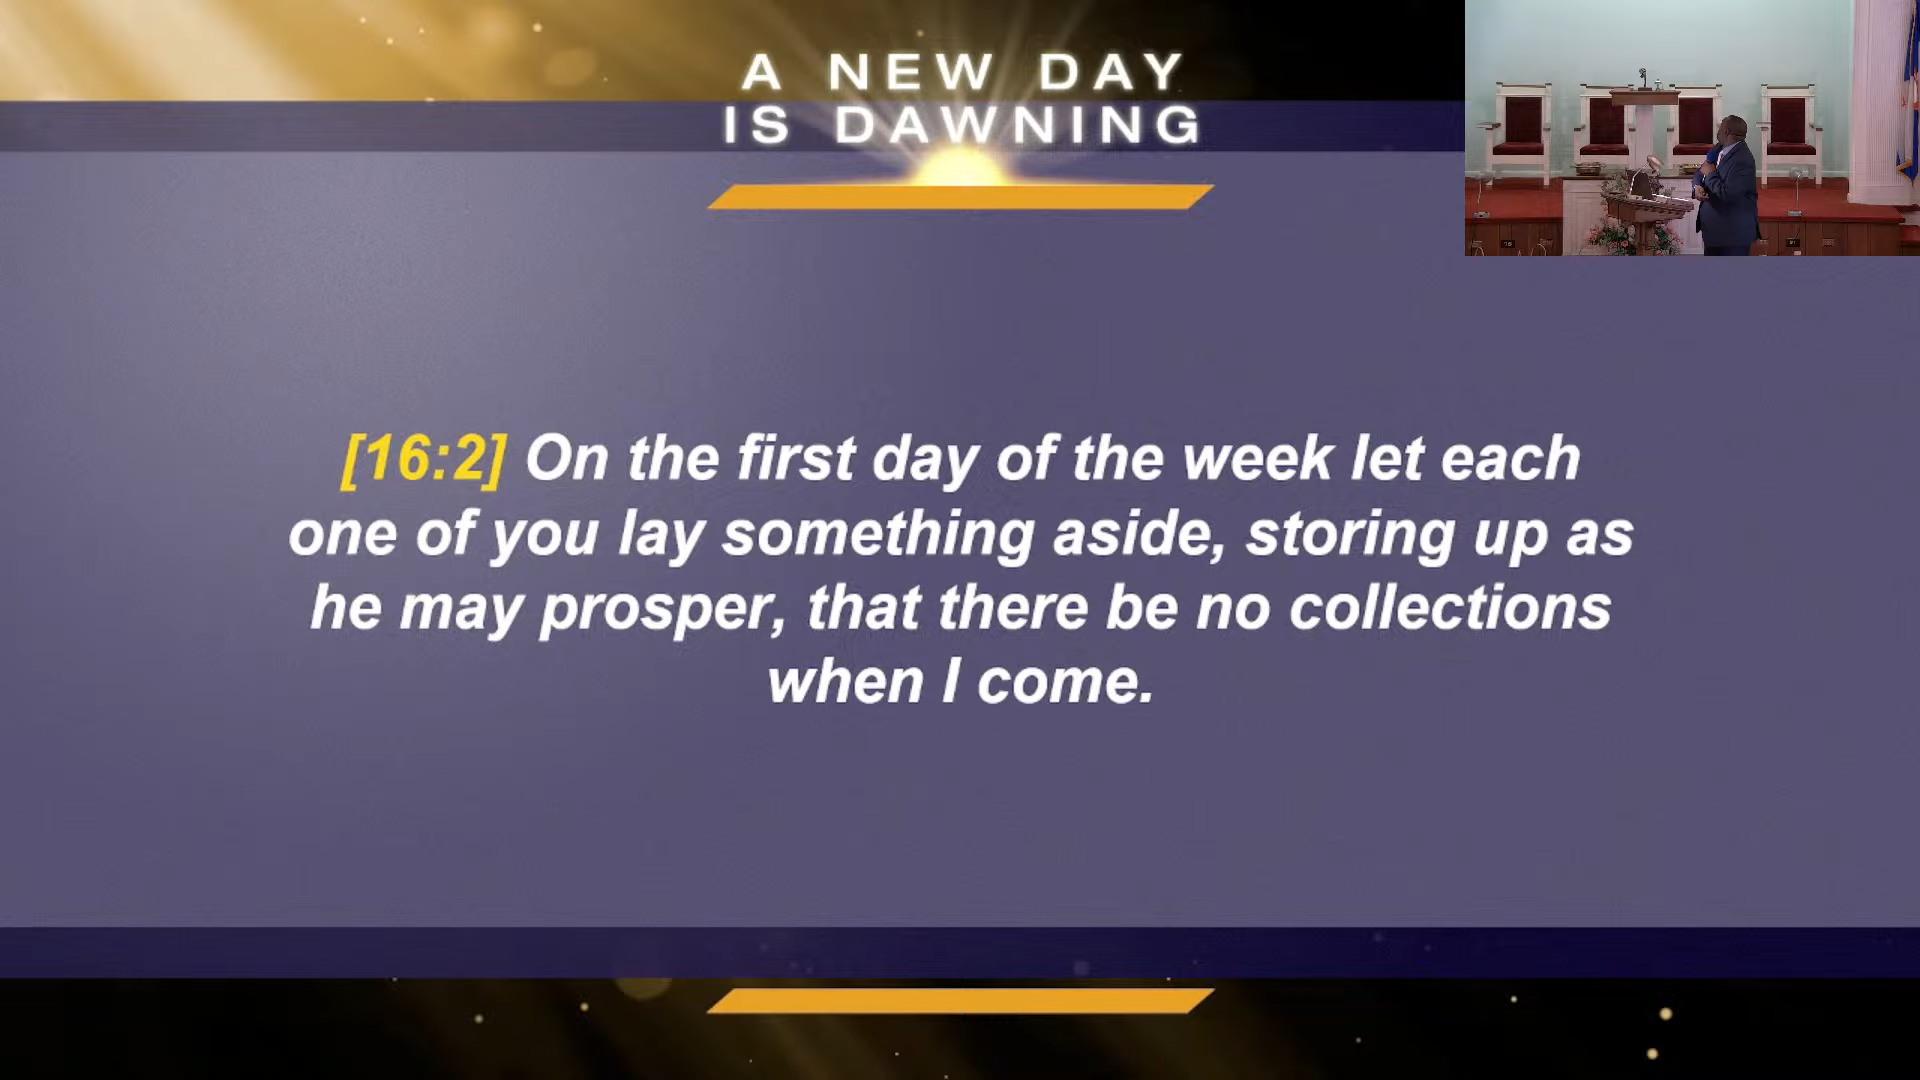 A NEW DAY
IS DAWNING
[16:2] On the first day of the week let each
one of you lay something aside, storing up as
he may prosper, that there be no collections
when I come.